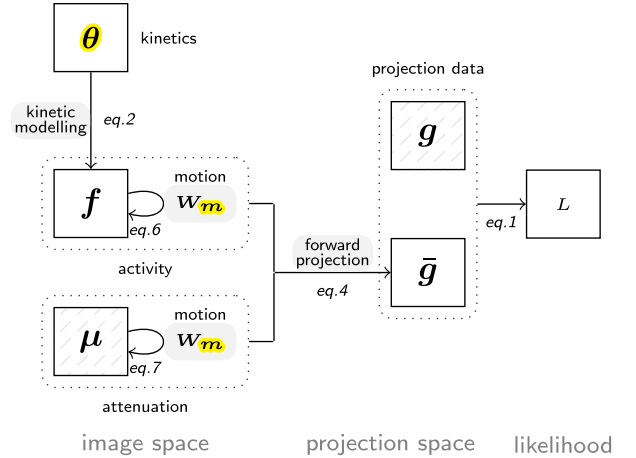 θ
kinetics
kinetic
modelling
eq.2
projection data
g
f
motion
w_m
eq.6
activity
forward
projection
eq.4
ḡ
eq.1
L
μ
motion
w_m
eq.7
attenuation
image space
projection space
likelihood